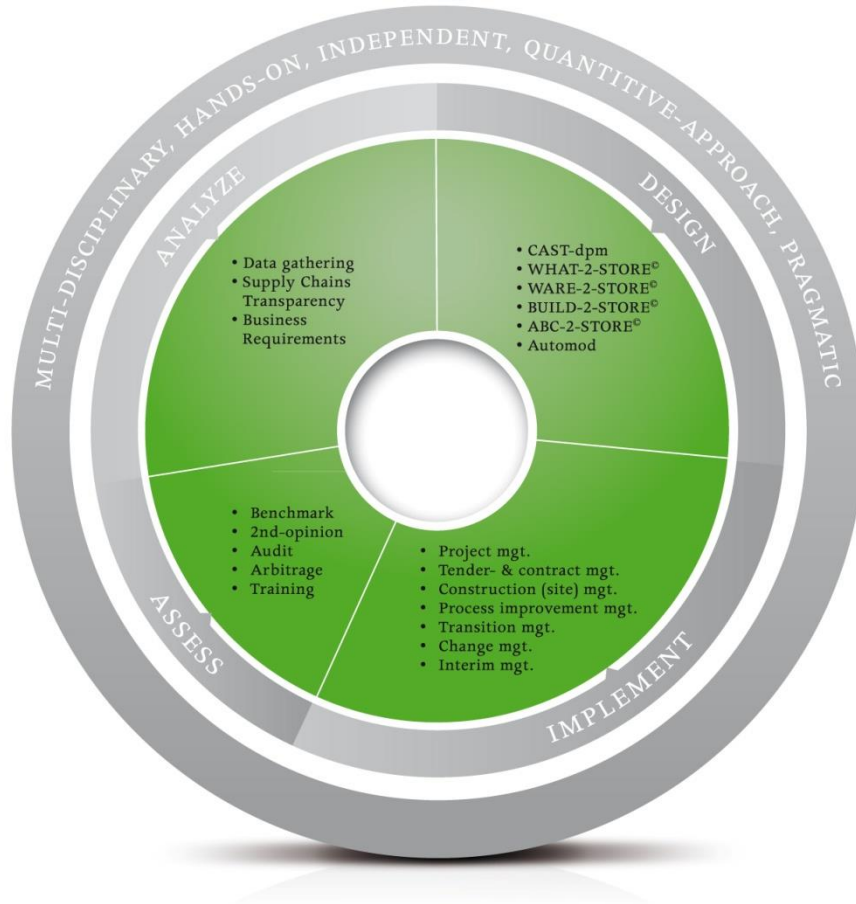 MULTI-DISCIPLINARY, HANDS-ON, INDEPENDENT, QUANTITIVE-APPROACH, PRAGMATIC
ANALYZE
• Data gathering
• Supply Chains
Transparency
• Business
Requirements
DESIGN
• CAST-dpm
• WHAT-2-STORE©
• WARE-2-STORE©
• BUILD-2-STORE©
• ABC-2-STORE©
• Automod
IMPLEMENT
• Project mgt.
• Tender- & contract mgt.
• Construction (site) mgt.
• Process improvement mgt.
• Transition mgt.
• Change mgt.
• Interim mgt.
ASSESS
• Benchmark
• 2nd-opinion
• Audit
• Arbitrage
• Training